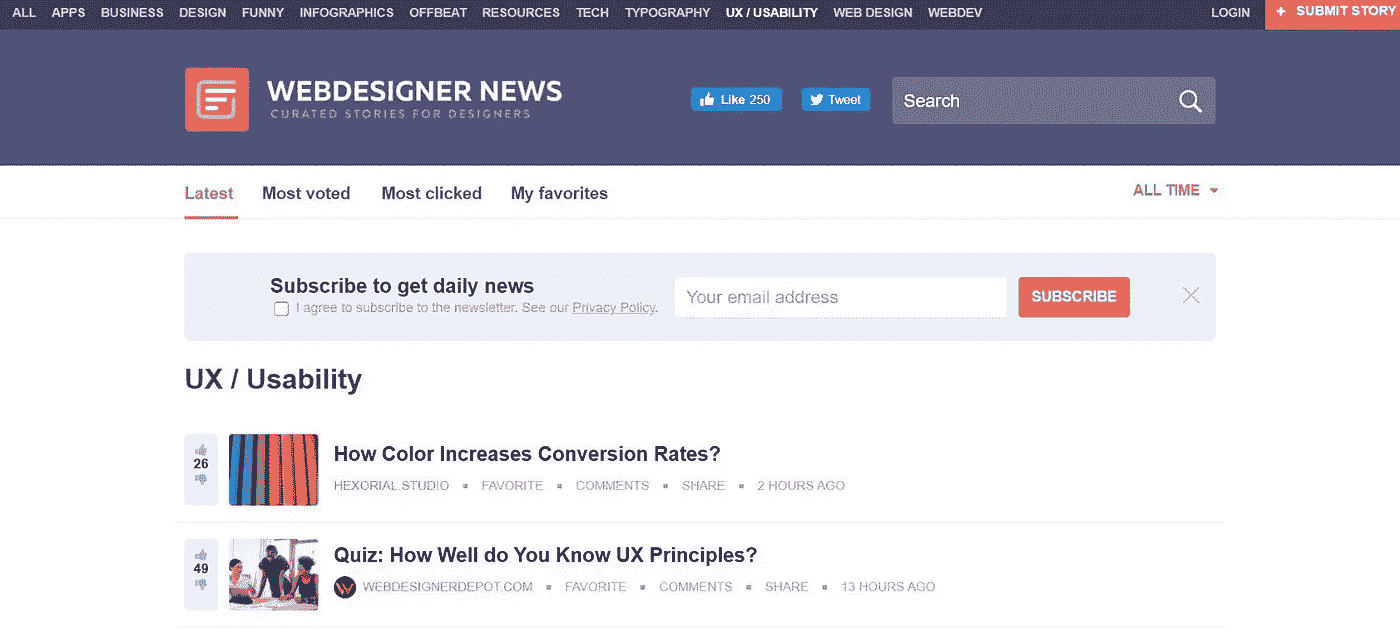 ALL APPS BUSINESS DESIGN FUNNY INFOGRAPHICS OFFBEAT RESOURCES TECH TYPOGRAPHY UX / USABILITY WEB DESIGN WEBDEV LOGIN + SUBMIT STORY
WEBDESIGNER NEWS
CURATED STORIES FOR DESIGNERS
Like 250 Tweet Search
Latest Most voted Most clicked My favorites ALL TIME
Subscribe to get daily news
I agree to subscribe to the newsletter. See our Privacy Policy.
Your email address SUBSCRIBE
UX / Usability
26
How Color Increases Conversion Rates?
HEXORIAL.STUDIO FAVORITE COMMENTS SHARE 2 HOURS AGO
49
Quiz: How Well do You Know UX Principles?
W WEBDESIGNERDEPOT.COM FAVORITE COMMENTS SHARE 13 HOURS AGO